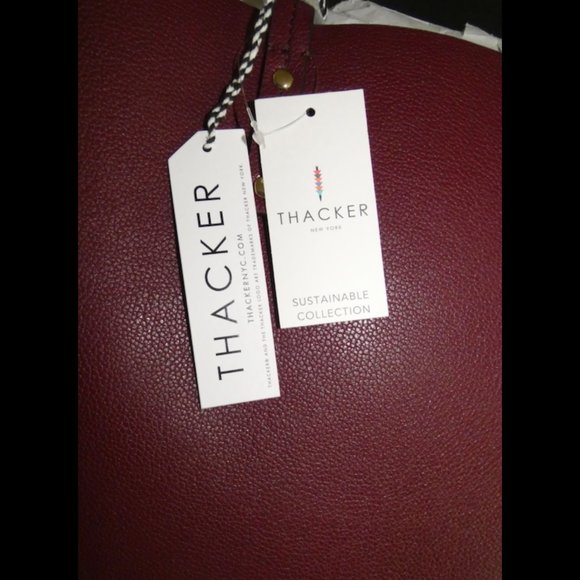 THACKER
THACKERNYC.COM
THACKER® AND THE THACKER LOGO ARE TRADEMARKS OF THACKER NEW YORK.
THACKER
NEW YORK
SUSTAINABLE
COLLECTION